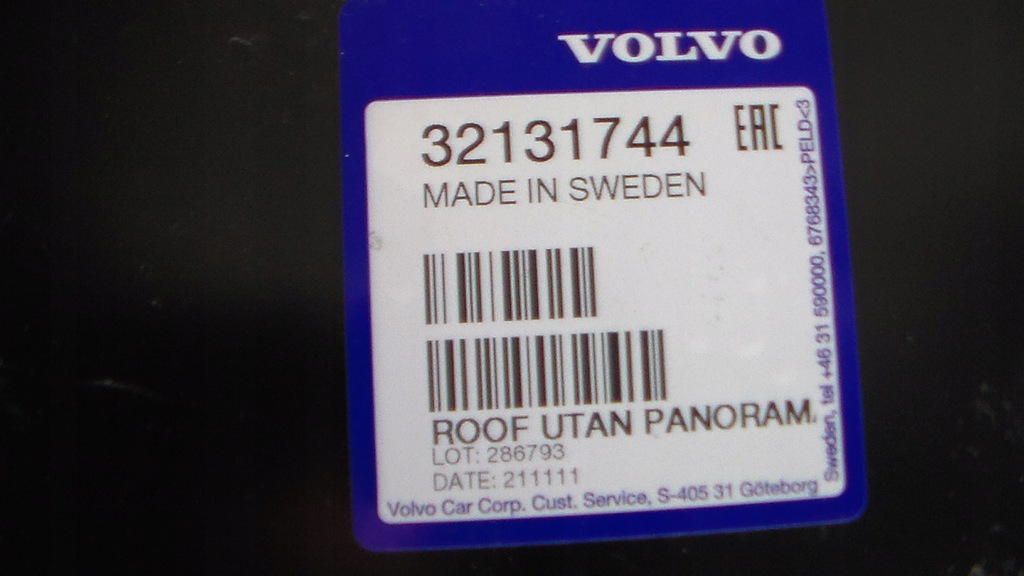 VOLVO
32131744
EAC
MADE IN SWEDEN
ROOF UTAN PANORAM
LOT: 286793
DATE: 211111
Volvo Car Corp. Cust. Service, S-405 31 Göteborg
Sweden, tel +46 31 590000, 6768343>PELD<3